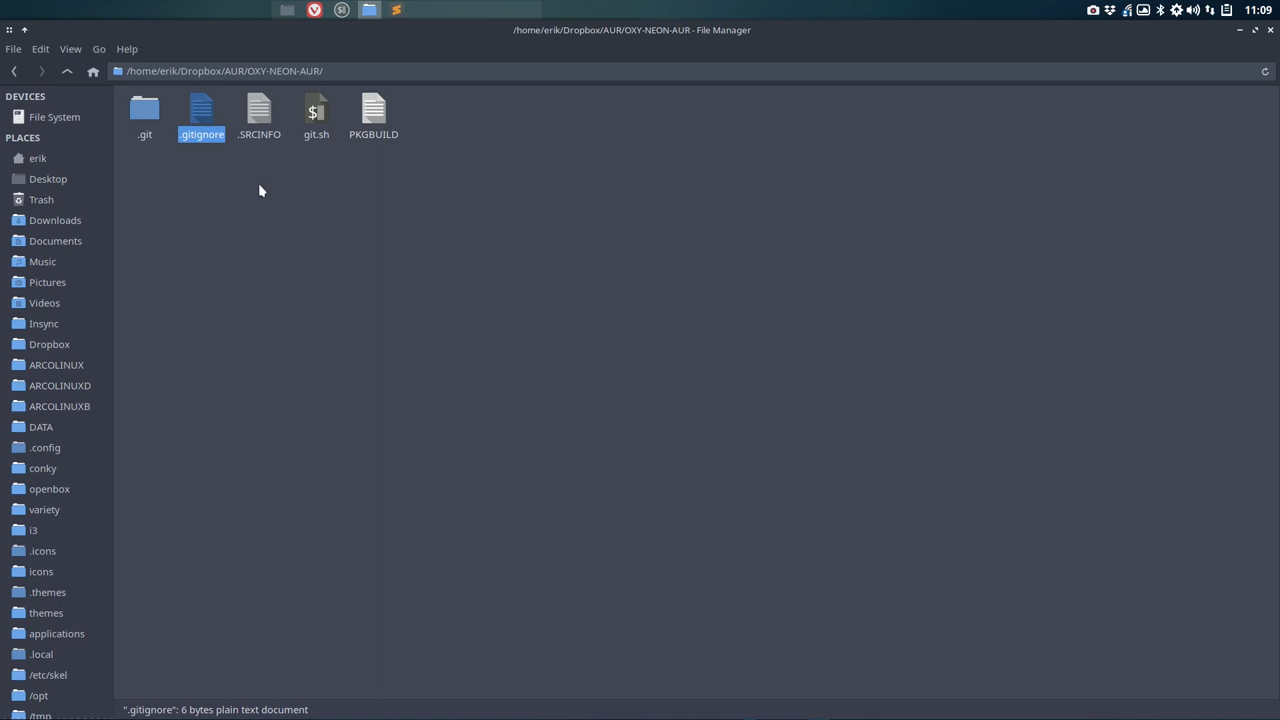 11:09
/home/erik/Dropbox/AUR/OXY-NEON-AUR - File Manager
File Edit View Go Help
/home/erik/Dropbox/AUR/OXY-NEON-AUR/
DEVICES
File System
PLACES
erik
Desktop
Trash
Downloads
Documents
Music
Pictures
Videos
Insync
Dropbox
ARCOLINUX
ARCOLINUXD
ARCOLINUXB
DATA
.config
conky
openbox
variety
i3
.icons
icons
.themes
themes
applications
.local
/etc/skel
/opt
/tmp
.git .gitignore .SRCINFO git.sh PKGBUILD
".gitignore": 6 bytes plain text document